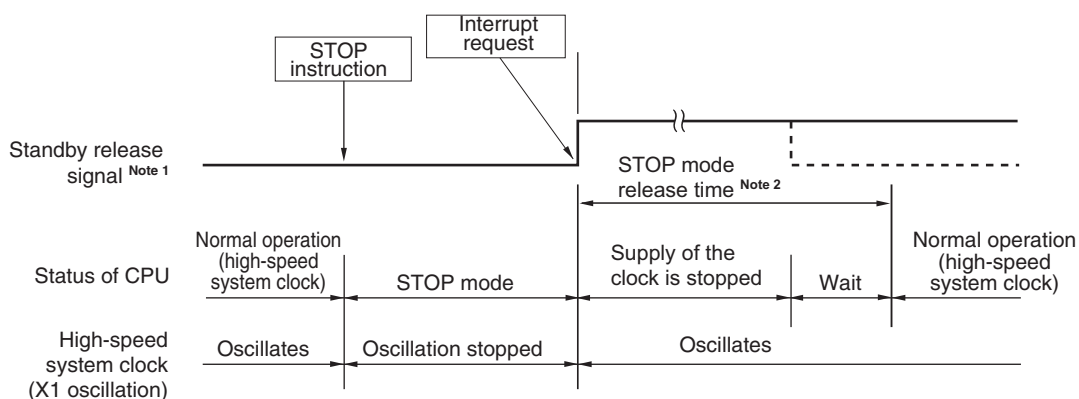 Interrupt
request
STOP
instruction
Standby release
signal Note 1
STOP mode
release time Note 2
Status of CPU
Normal operation
(high-speed
system clock)
STOP mode
Supply of the
clock is stopped
Wait
Normal operation
(high-speed
system clock)
High-speed
system clock
(X1 oscillation)
Oscillates
Oscillation stopped
Oscillates